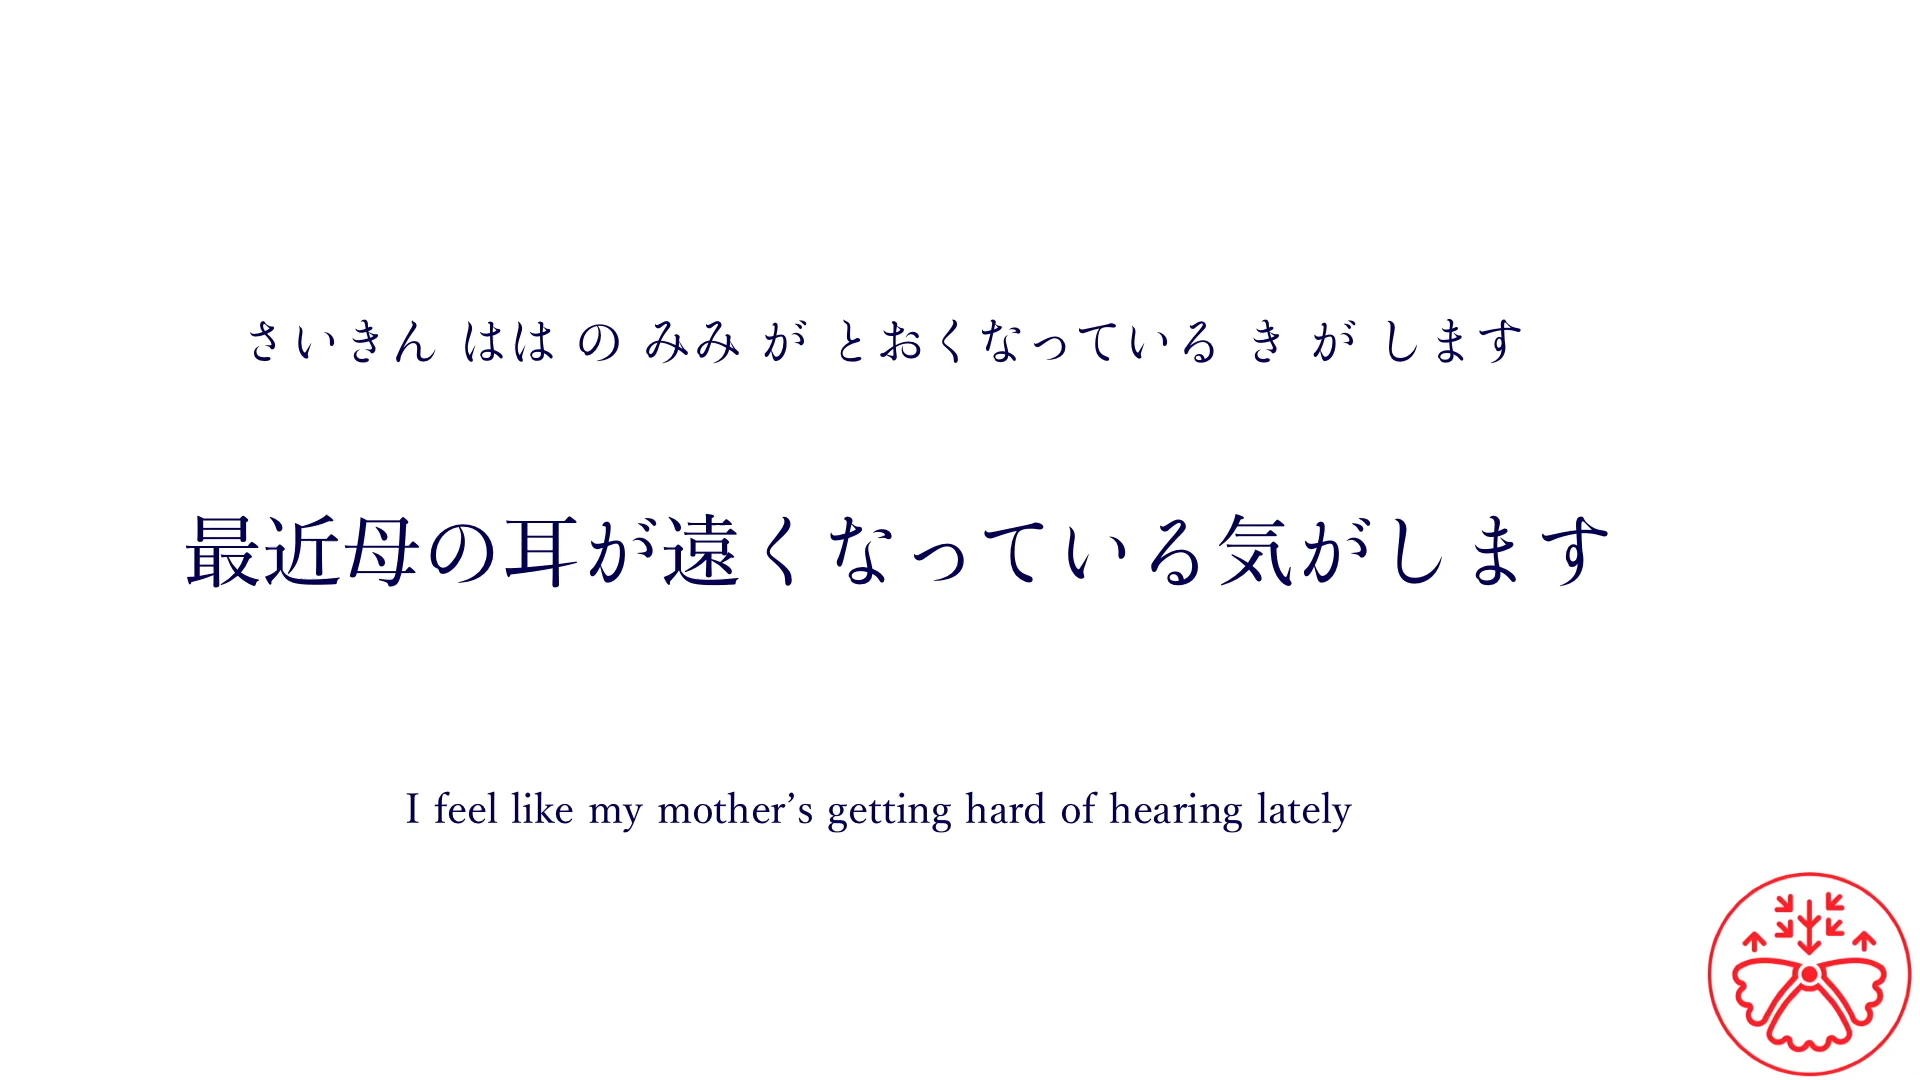 さいきん はは の みみ が とおくなっている き が します
最近母の耳が遠くなっている気がします
I feel like my mother’s getting hard of hearing lately